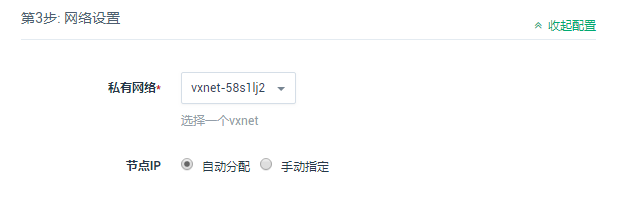 第3步: 网络设置
收起配置
私有网络*
vxnet-58s1lj2
选择一个vxnet
节点IP 自动分配 手动指定